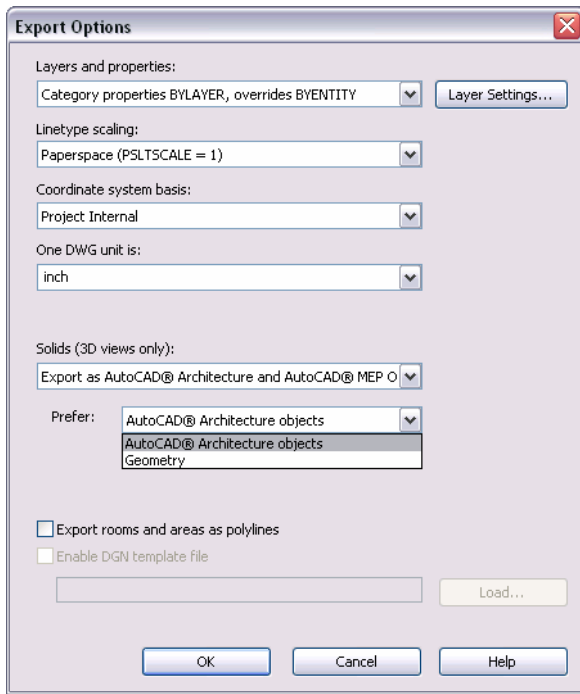 Export Options
Layers and properties:
Category properties BYLAYER, overrides BYENTITY
Layer Settings...
Linetype scaling:
Paperspace (PSLTSCALE = 1)
Coordinate system basis:
Project Internal
One DWG unit is:
inch
Solids (3D views only):
Export as AutoCAD® Architecture and AutoCAD® MEP O
Prefer:
AutoCAD® Architecture objects
AutoCAD® Architecture objects
Geometry
Export rooms and areas as polylines
Enable DGN template file
Load...
OK
Cancel
Help